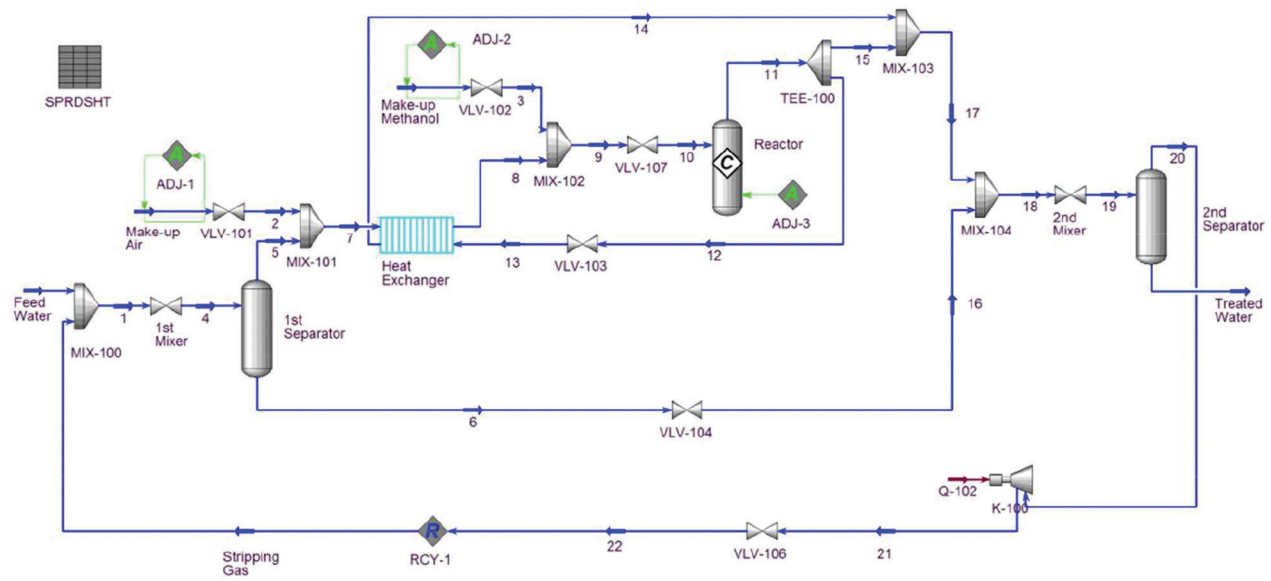 14
A
ADJ-2
SPRDSHT
Make-up
Methanol
VLV-102
3
MIX-103
11
15
TEE-100
17
A
ADJ-1
8
MIX-102
9
VLV-107
10
Reactor
C
A
ADJ-3
20
Make-up
Air
VLV-101
2
5
MIX-101
7
Heat
Exchanger
13
VLV-103
12
MIX-104
18
2nd
Mixer
19
2nd
Separator
Feed
Water
MIX-100
1
1st
Mixer
4
1st
Separator
16
Treated
Water
6
VLV-104
Q-102
K-100
Stripping
Gas
R
RCY-1
22
VLV-106
21